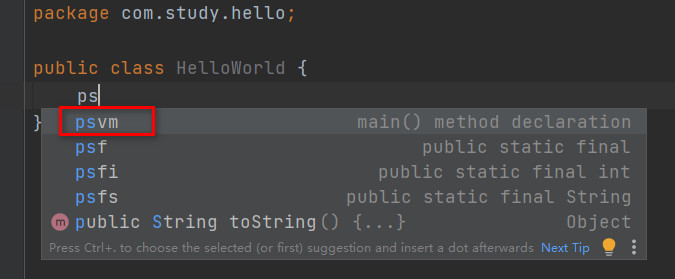 package com.study.hello;
public class HelloWorld {
ps
}
psvm main() method declaration
psf public static final
psfi public static final int
psfs public static final String
m public String toString() {...} Object
Press Ctrl+. to choose the selected (or first) suggestion and insert a dot afterwards Next Tip